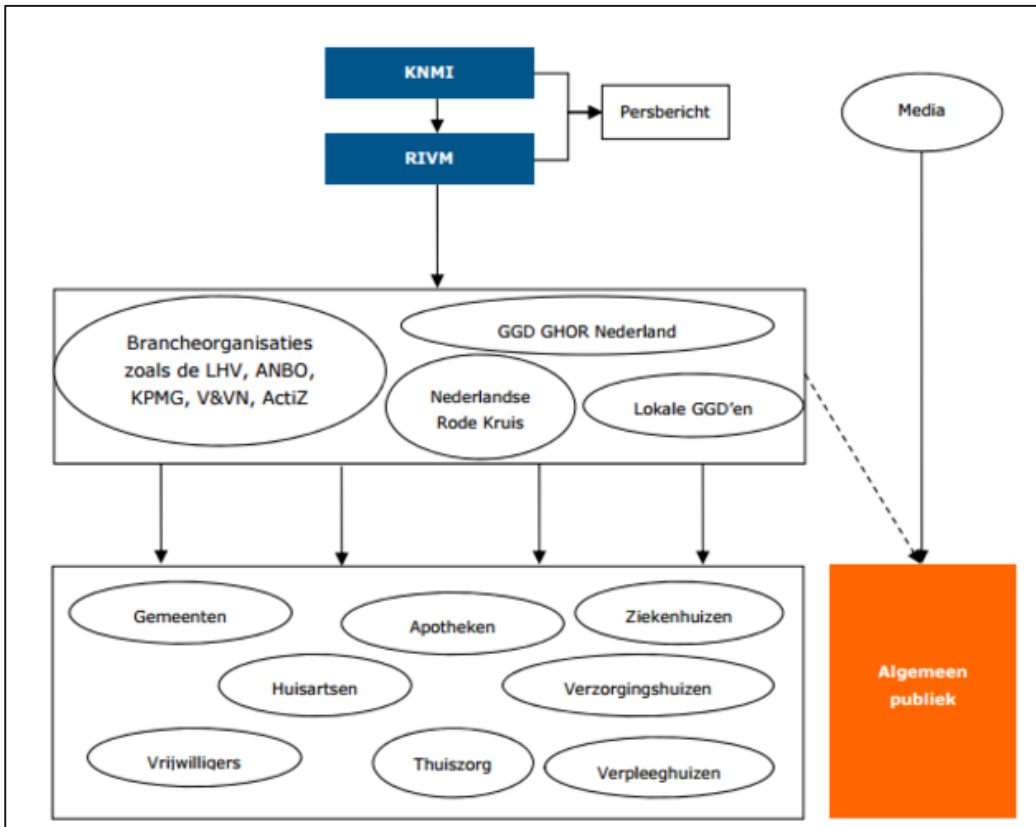 KNMI
Persbericht
Media
RIVM
Brancheorganisaties
zoals de LHV, ANBO,
KPMG, V&VN, ActiZ
GGD GHOR Nederland
Nederlandse
Rode Kruis
Lokale GGD'en
Gemeenten
Apotheken
Ziekenhuizen
Huisartsen
Verzorgingshuizen
Vrijwilligers
Thuiszorg
Verpleeghuizen
Algemeen
publiek